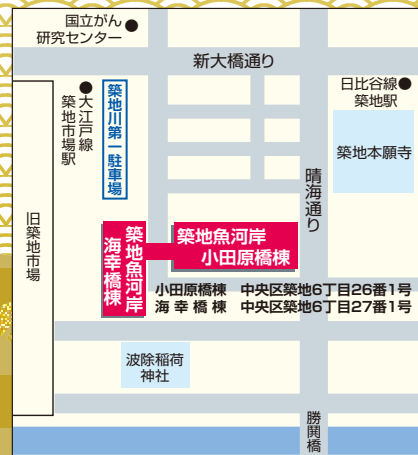 国立がん
研究センター
新大橋通り
大江戸線
築地市場駅
築地川第一駐車場
日比谷線
築地駅
築地本願寺
晴海通り
旧築地市場
築地魚河岸
海幸橋棟
築地魚河岸
小田原橋棟
小田原橋棟 中央区築地6丁目26番1号
海幸橋棟 中央区築地6丁目27番1号
波除稲荷
神社
勝鬨橋